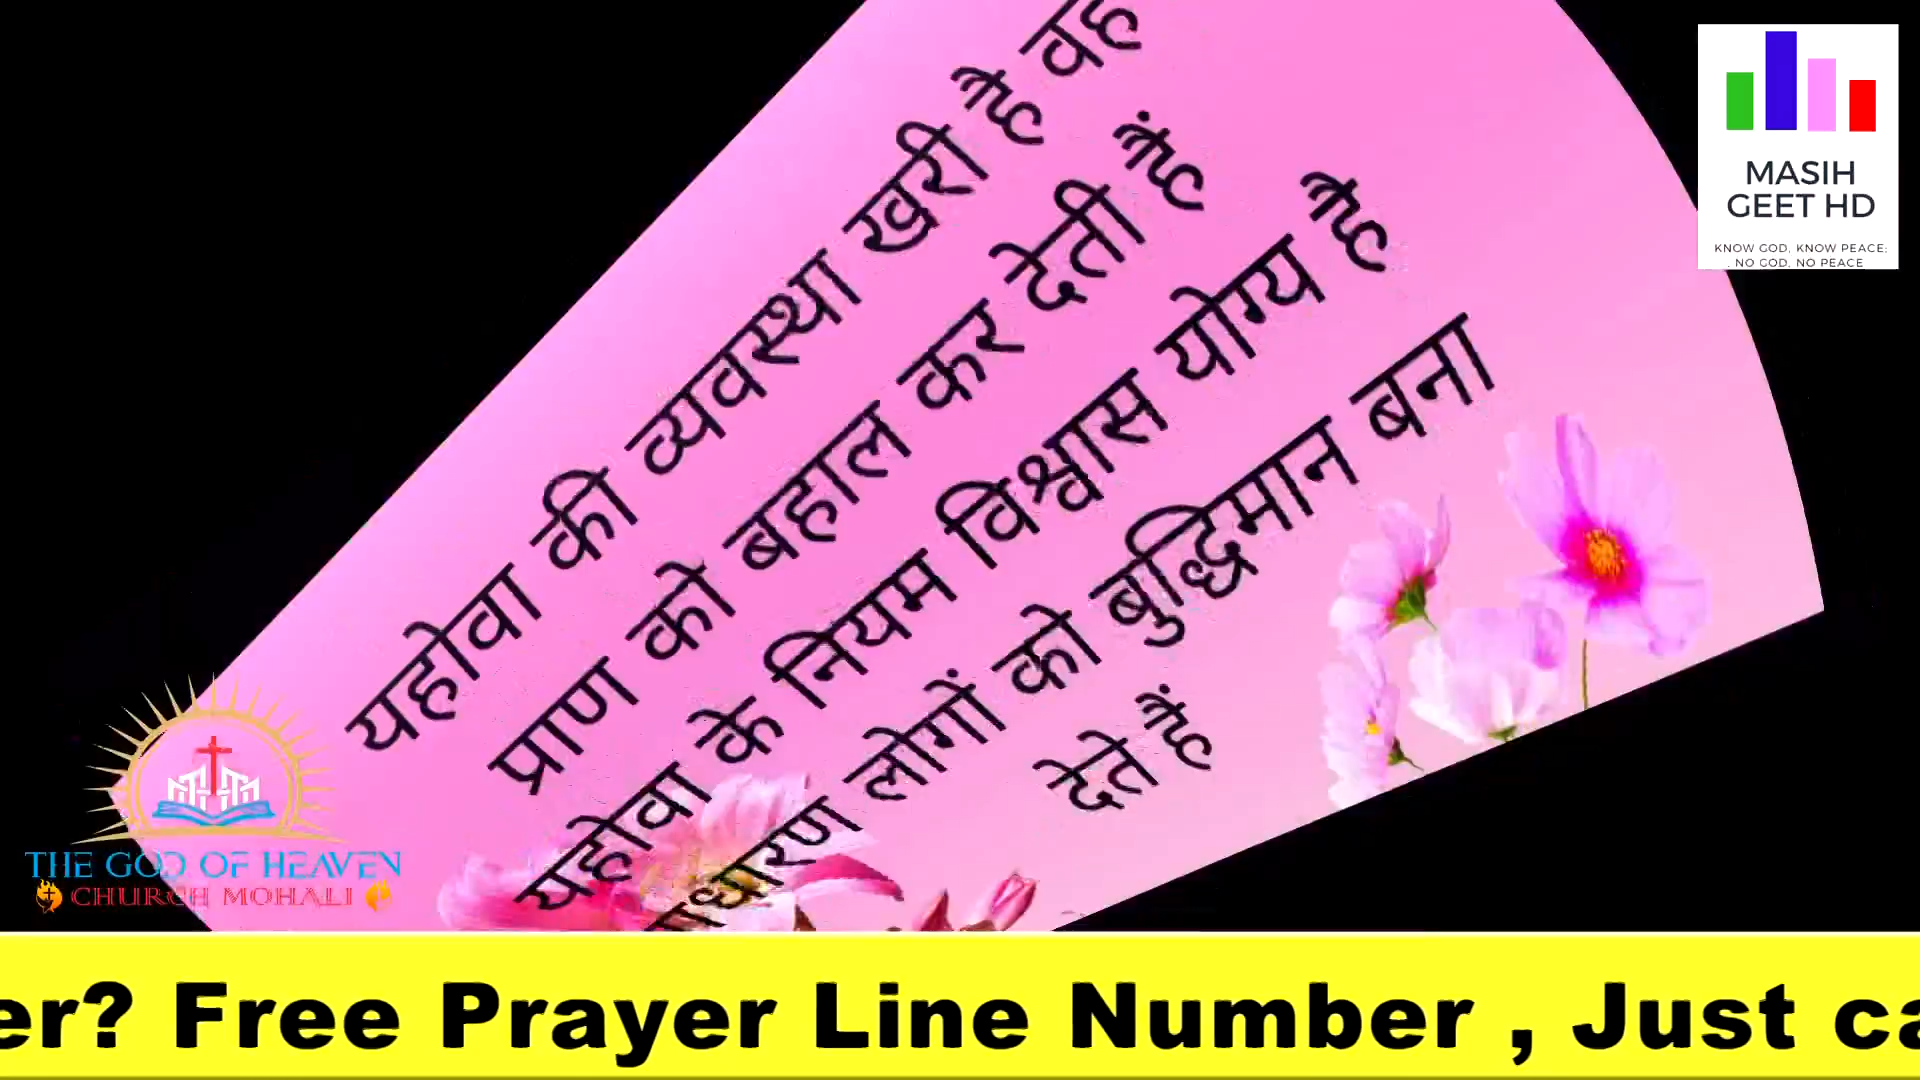 यहोवा की व्यवस्था खरी है वह
प्राण को बहाल कर देती हैं
यहोवा के नियम विश्वास योग्य है
लोगों को बुद्धिमान बना
देते हैं
MASIH
GEET HD
KNOW GOD, KNOW PEACE;
NO GOD, NO PEACE
THE GOD OF HEAVEN
CHURCH MOHALI
er? Free Prayer Line Number , Just ca